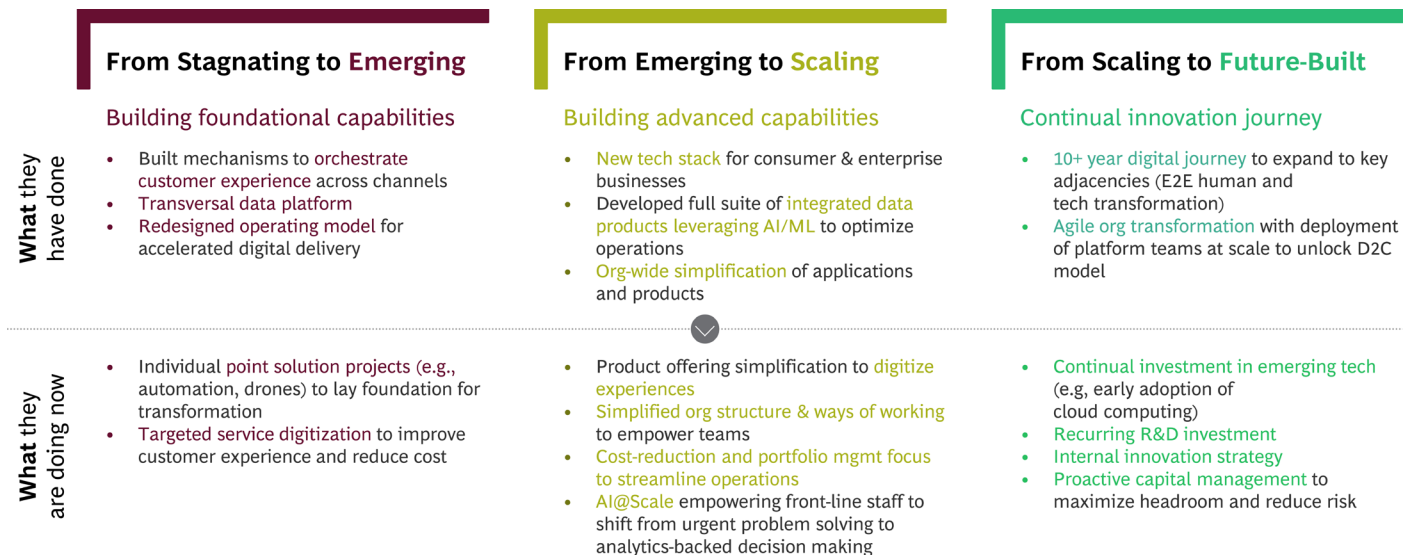 From Stagnating to Emerging
Building foundational capabilities
What they
have done
• Built mechanisms to orchestrate
customer experience across channels
• Transversal data platform
• Redesigned operating model for
accelerated digital delivery
From Emerging to Scaling
Building advanced capabilities
• New tech stack for consumer & enterprise
businesses
• Developed full suite of integrated data
products leveraging AI/ML to optimize
operations
• Org-wide simplification of applications
and products
From Scaling to Future-Built
Continual innovation journey
• 10+ year digital journey to expand to key
adjacencies (E2E human and
tech transformation)
• Agile org transformation with deployment
of platform teams at scale to unlock D2C
model
What they
are doing now
• Individual point solution projects (e.g.,
automation, drones) to lay foundation for
transformation
• Targeted service digitization to improve
customer experience and reduce cost
• Product offering simplification to digitize
experiences
• Simplified org structure & ways of working
to empower teams
• Cost-reduction and portfolio mgmt focus
to streamline operations
• AI@Scale empowering front-line staff to
shift from urgent problem solving to
analytics-backed decision making
• Continual investment in emerging tech
(e.g, early adoption of
cloud computing)
• Recurring R&D investment
• Internal innovation strategy
• Proactive capital management to
maximize headroom and reduce risk